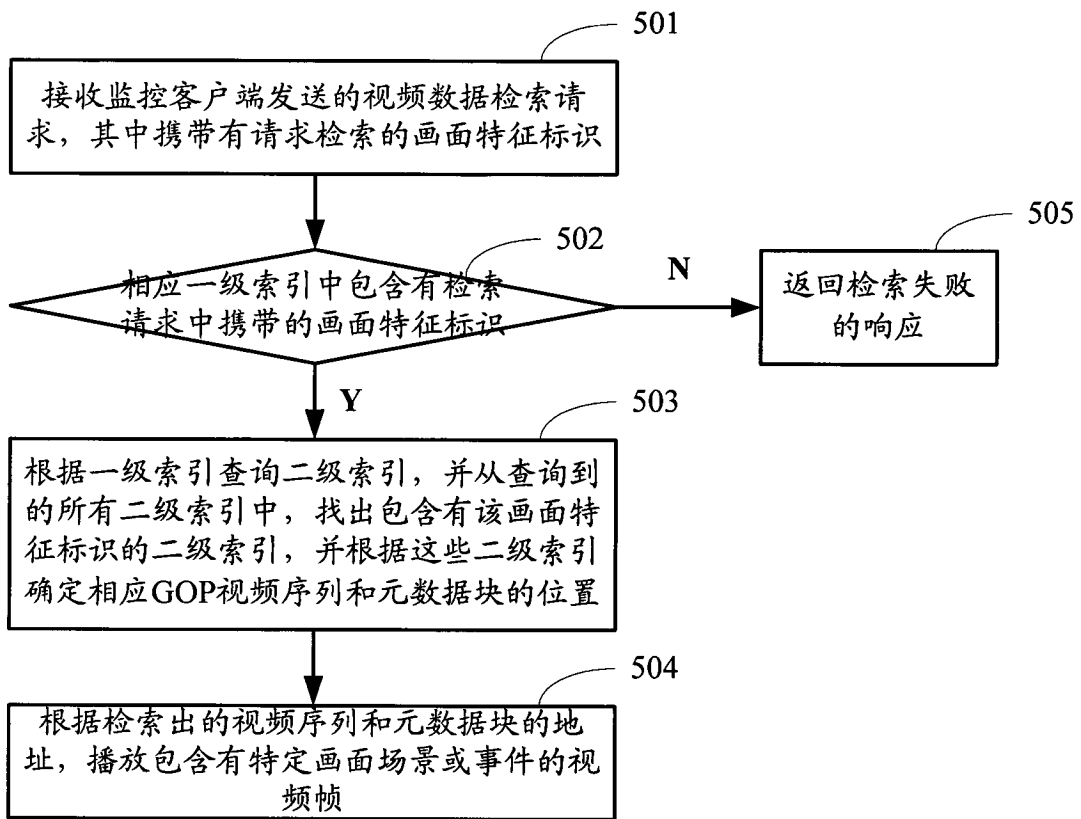 501
接收监控客户端发送的视频数据检索请
求，其中携带有请求检索的画面特征标识
502
相应一级索引中包含有检索
请求中携带的画面特征标识
N
505
返回检索失败
的响应
Y
503
根据一级索引查询二级索引，并从查询到
的所有二级索引中，找出包含有该画面特
征标识的二级索引，并根据这些二级索引
确定相应GOP视频序列和元数据块的位置
504
根据检索出的视频序列和元数据块的地
址，播放包含有特定画面场景或事件的视
频帧